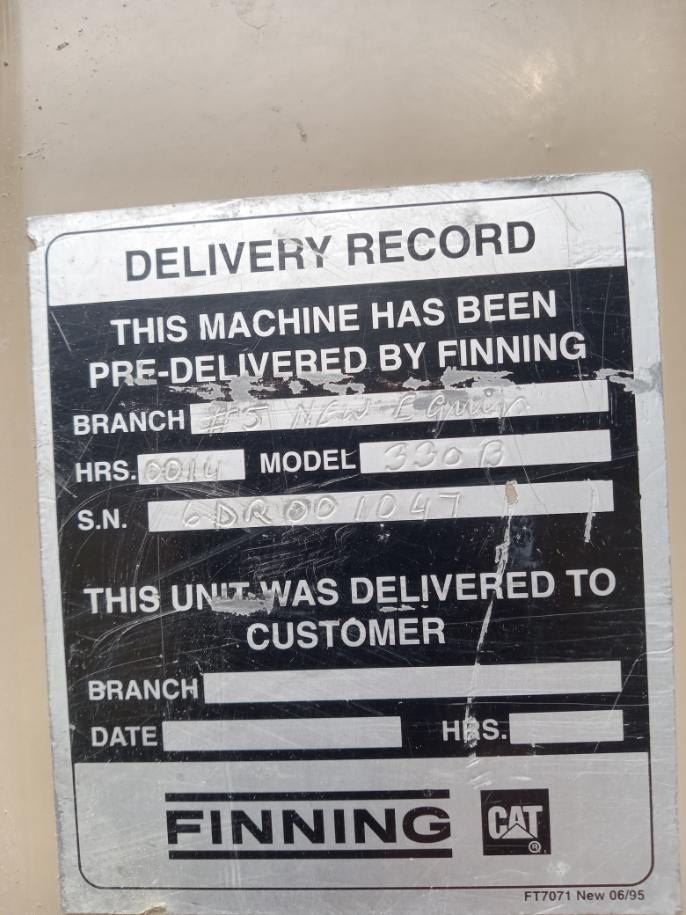 DELIVERY RECORD
THIS MACHINE HAS BEEN
PRE-DELIVERED BY FINNING
BRANCH #5 NEW EQUIP
HRS. 0014 MODEL 330B
S.N. 6DR001047
THIS UNIT WAS DELIVERED TO
CUSTOMER
BRANCH
DATE HRS.
FINNING CAT ®
FT7071 New 06/95